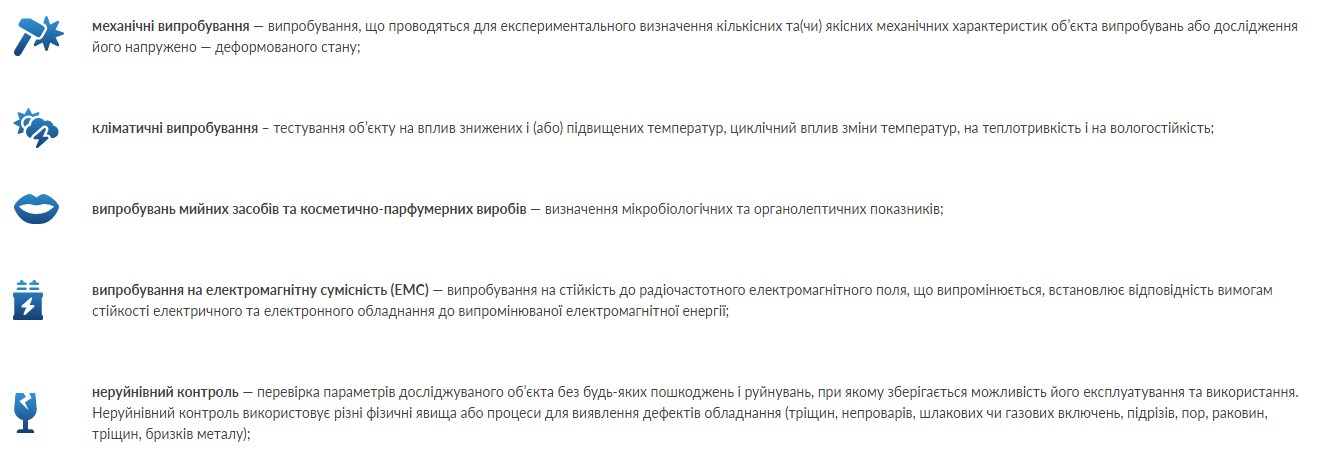 механічні випробування — випробування, що проводяться для експериментального визначення кількісних та(чи) якісних механічних характеристик об’єкта випробувань або дослідження
його напружено — деформованого стану;
кліматичні випробування – тестування об’єкту на вплив знижених і (або) підвищених температур, циклічний вплив зміни температур, на теплотривкість і на вологостійкість;
випробувань мийних засобів та косметично-парфумерних виробів — визначення мікробіологічних та органолептичних показників;
випробування на електромагнітну сумісність (ЕМС) — випробування на стійкість до радіочастотного електромагнітного поля, що випромінюється, встановлює відповідність вимогам
стійкості електричного та електронного обладнання до випромінюваної електромагнітної енергії;
неруйнівний контроль — перевірка параметрів досліджуваного об’єкта без будь-яких пошкоджень і руйнувань, при якому зберігається можливість його експлуатування та використання.
Неруйнівний контроль використовує різні фізичні явища або процеси для виявлення дефектів обладнання (тріщин, непроварів, шлакових чи газових включень, підрізів, пор, раковин,
тріщин, бризків металу);